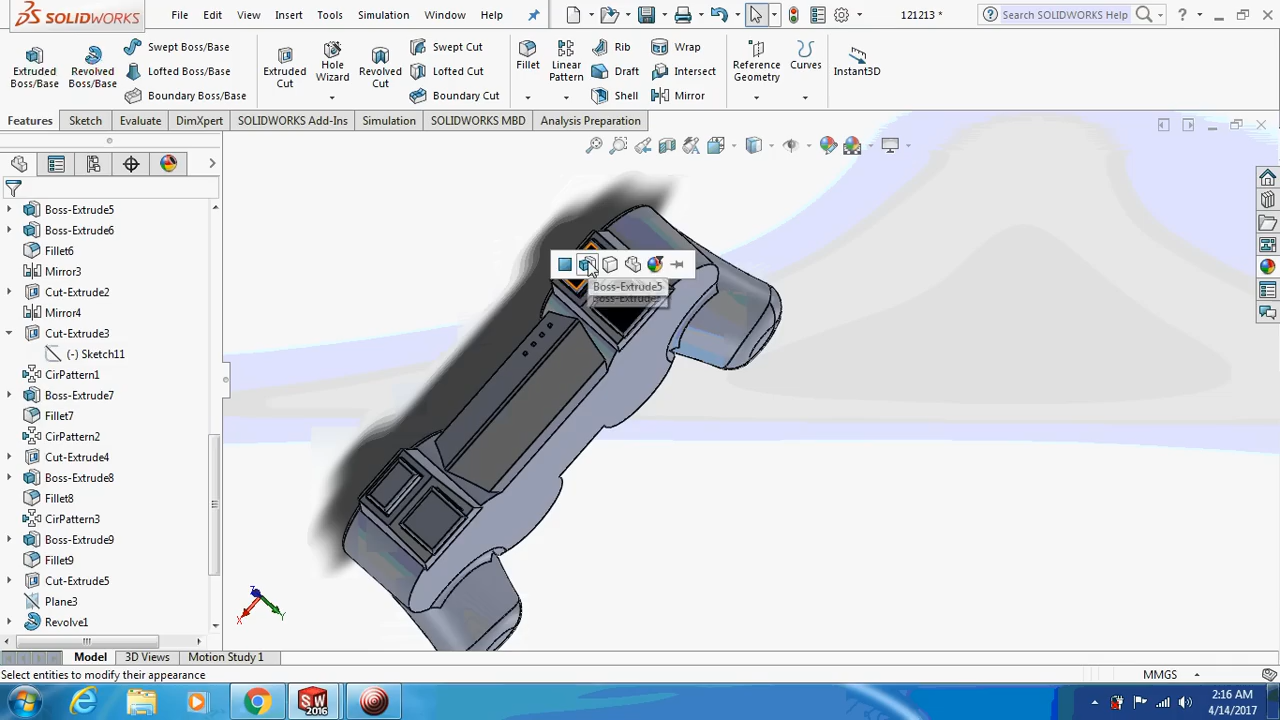 SOLIDWORKS File Edit View Insert Tools Simulation Window Help 121213 * Search SOLIDWORKS Help ?
Extruded Boss/Base Revolved Boss/Base Swept Boss/Base Lofted Boss/Base Boundary Boss/Base Extruded Cut Hole Wizard Revolved Cut Swept Cut Lofted Cut Boundary Cut Fillet Linear Pattern Rib Draft Shell Wrap Intersect Mirror Reference Geometry Curves Instant3D
Features Sketch Evaluate DimXpert SOLIDWORKS Add-Ins Simulation SOLIDWORKS MBD Analysis Preparation
Boss-Extrude5
Boss-Extrude6
Fillet6
Mirror3
Cut-Extrude2
Mirror4
Cut-Extrude3
(-) Sketch11
CirPattern1
Boss-Extrude7
Fillet7
CirPattern2
Cut-Extrude4
Boss-Extrude8
Fillet8
CirPattern3
Boss-Extrude9
Fillet9
Cut-Extrude5
Plane3
Revolve1
Boss-Extrude5
Z
X
Y
Model 3D Views Motion Study 1
Select entities to modify their appearance MMGS
SW 2016
2:16 AM
4/14/2017